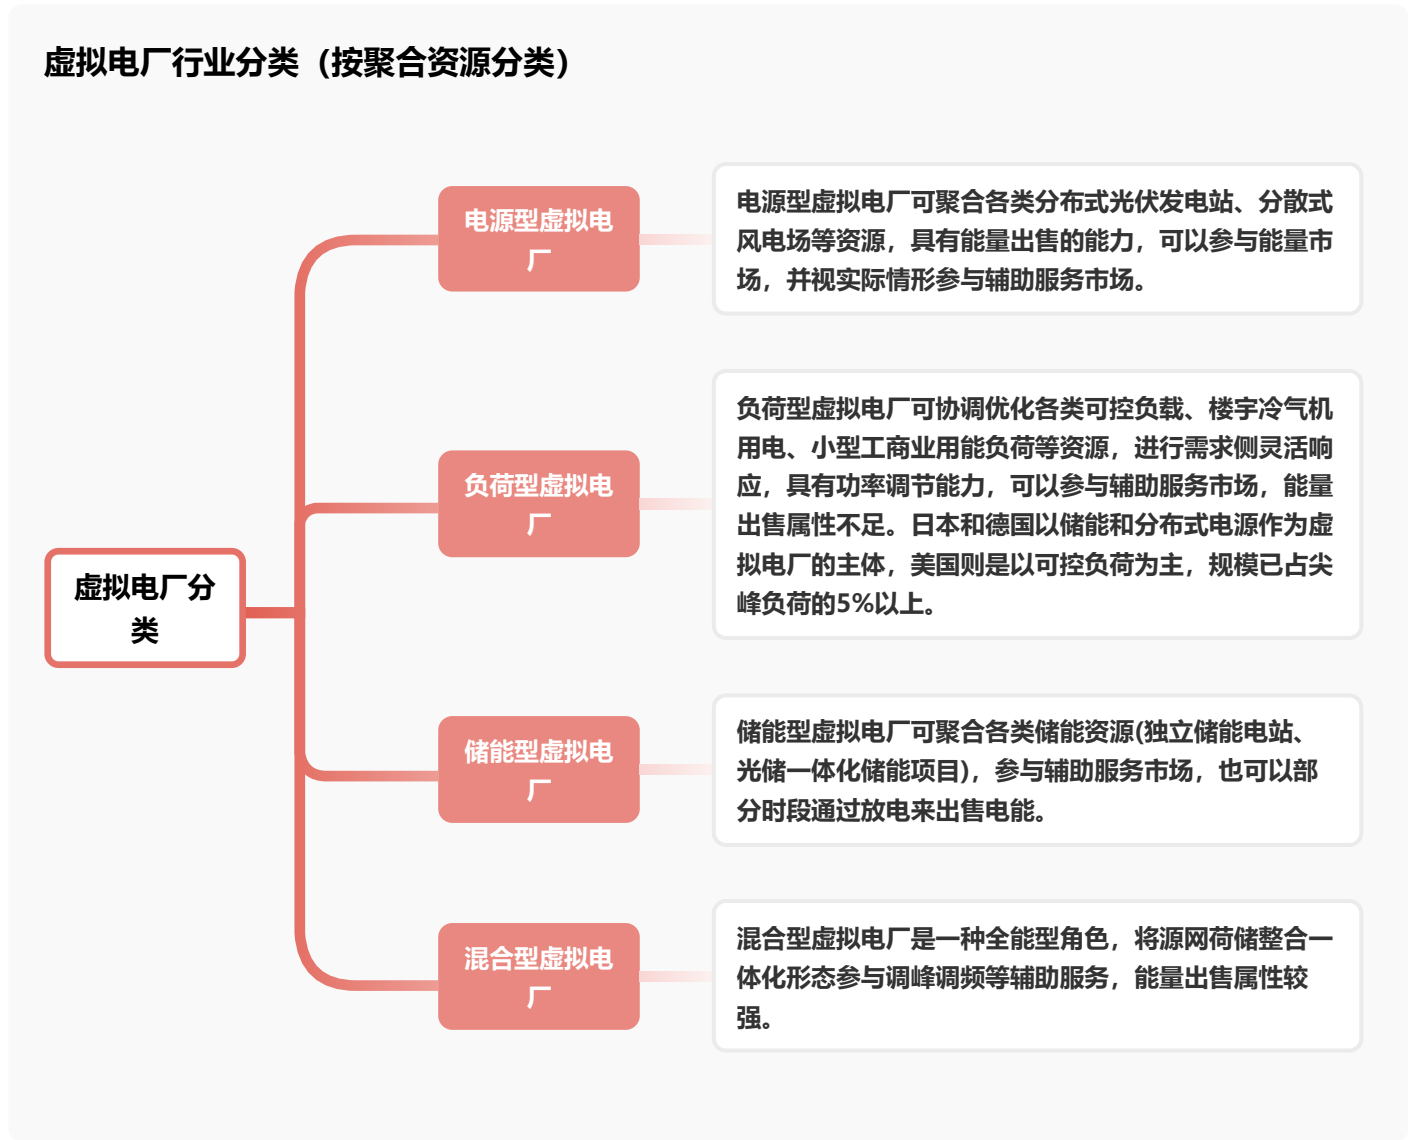 虚拟电厂行业分类（按聚合资源分类）
电源型虚拟电
厂
电源型虚拟电厂可聚合各类分布式光伏发电站、分散式
风电场等资源，具有能量出售的能力，可以参与能量市
场，并视实际情形参与辅助服务市场。
负荷型虚拟电
厂
负荷型虚拟电厂可协调优化各类可控负载、楼宇冷气机
用电、小型工商业用能负荷等资源，进行需求侧灵活响
应，具有功率调节能力，可以参与辅助服务市场，能量
出售属性不足。日本和德国以储能和分布式电源作为虚
拟电厂的主体，美国则是以可控负荷为主，规模已占尖
峰负荷的5%以上。
虚拟电厂分
类
储能型虚拟电
厂
储能型虚拟电厂可聚合各类储能资源(独立储能电站、
光储一体化储能项目)，参与辅助服务市场，也可以部
分时段通过放电来出售电能。
混合型虚拟电
厂
混合型虚拟电厂是一种全能型角色，将源网荷储整合一
体化形态参与调峰调频等辅助服务，能量出售属性较
强。